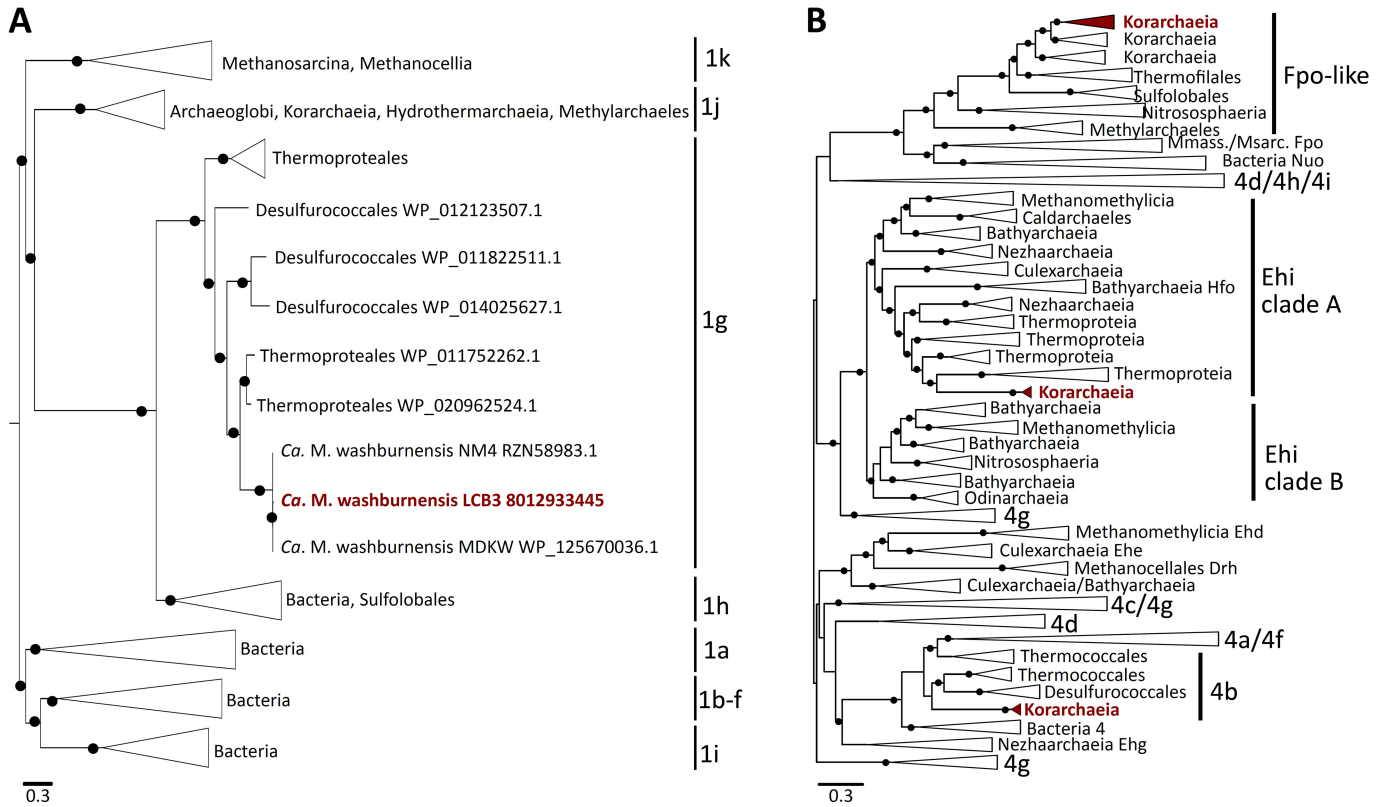 A
Methanosarcina, Methanocellia
1k
Archaeoglobi, Korarchaeia, Hydrothermarchaeia, Methylarchaeles
1j
Thermoproteales
Desulfurococcales WP_012123507.1
Desulfurococcales WP_011822511.1
Desulfurococcales WP_014025627.1
1g
Thermoproteales WP_011752262.1
Thermoproteales WP_020962524.1
Ca. M. washburnensis NM4 RZN58983.1
Ca. M. washburnensis LCB3 8012933445
Ca. M. washburnensis MDKW WP_125670036.1
Bacteria, Sulfolobales
1h
Bacteria
1a
Bacteria
1b-f
Bacteria
1i
0.3
B
Korarchaeia
Korarchaeia
Korarchaeia
Thermofilales
Sulfolobales
Nitrososphaeria
Methylarchaeles
Fpo-like
Mmass./Msarc. Fpo
Bacteria Nuo
4d/4h/4i
Methanomethylicia
Caldarchaeles
Bathyarchaeia
Nezhaarchaeia
Culexarchaeia
Bathyarchaeia Hfo
Nezhaarchaeia
Thermoproteia
Thermoproteia
Thermoproteia
Thermoproteia
Korarchaeia
Ehi
clade A
Bathyarchaeia
Methanomethylicia
Bathyarchaeia
Nitrososphaeria
Bathyarchaeia
Odinarchaeia
Ehi
clade B
4g
Methanomethylicia Ehd
Culexarchaeia Ehe
Methanocellales Drh
Culexarchaeia/Bathyarchaeia
4c/4g
4d
4a/4f
Thermococcales
Thermococcales
Desulfurococcales
Korarchaeia
4b
Bacteria 4
Nezhaarchaeia Ehg
4g
0.3